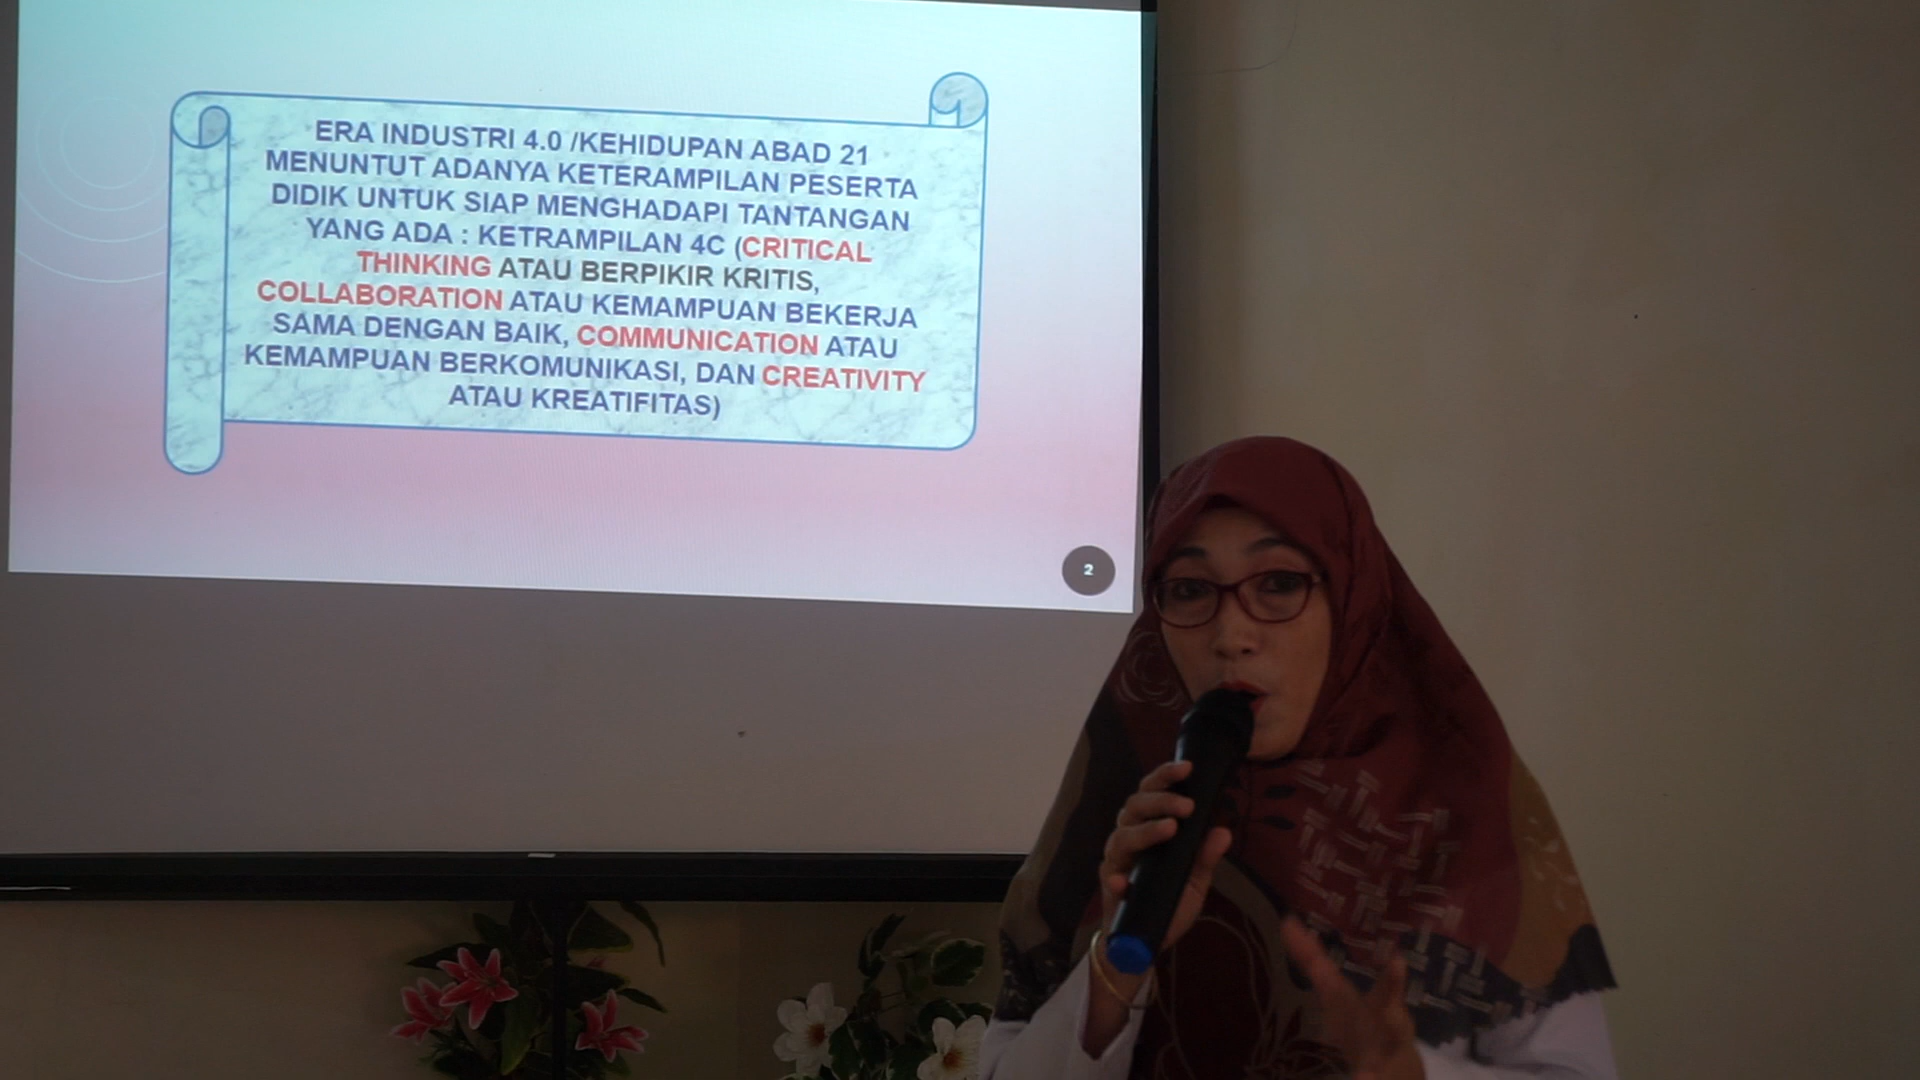 ERA INDUSTRI 4.0 /KEHIDUPAN ABAD 21
MENUNTUT ADANYA KETERAMPILAN PESERTA
DIDIK UNTUK SIAP MENGHADAPI TANTANGAN
YANG ADA : KETRAMPILAN 4C (CRITICAL
THINKING ATAU BERPIKIR KRITIS,
COLLABORATION ATAU KEMAMPUAN BEKERJA
SAMA DENGAN BAIK, COMMUNICATION ATAU
KEMAMPUAN BERKOMUNIKASI, DAN CREATIVITY
ATAU KREATIFITAS)
2